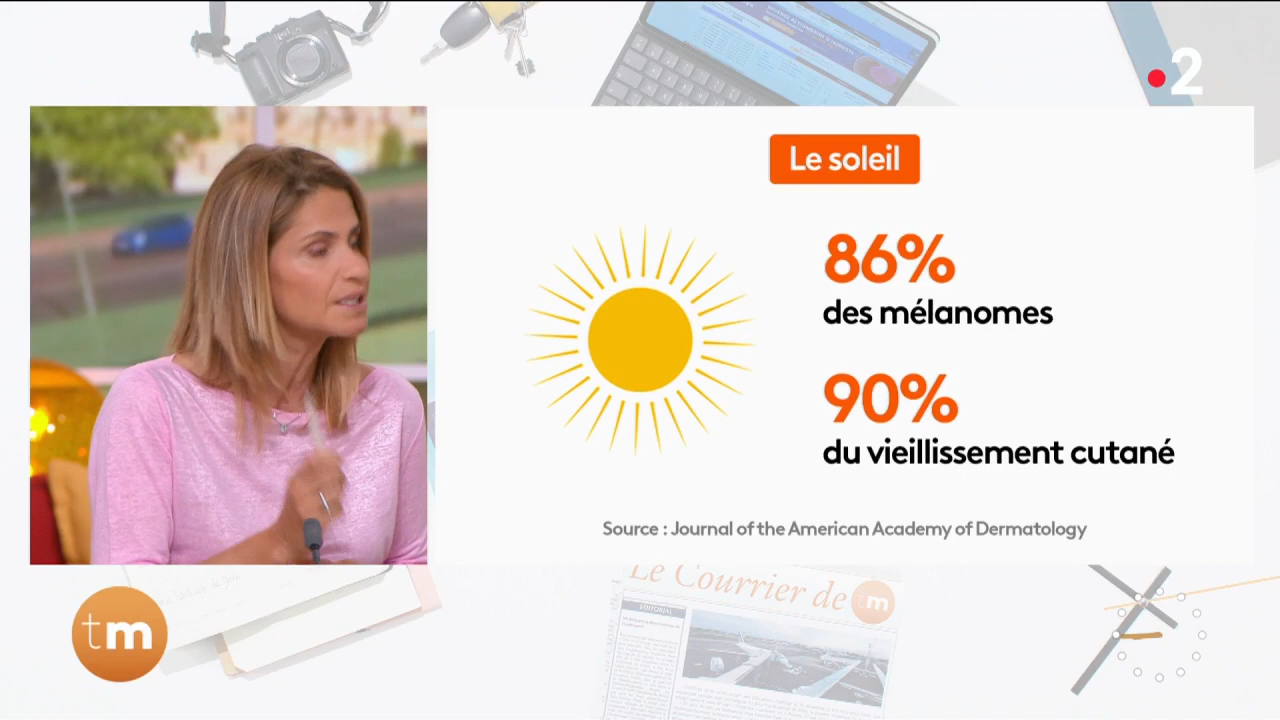 2
Le soleil
86%
des mélanomes
90%
du vieillissement cutané
Source : Journal of the American Academy of Dermatology
Le Courrier de tm
EDITORIAL
tm